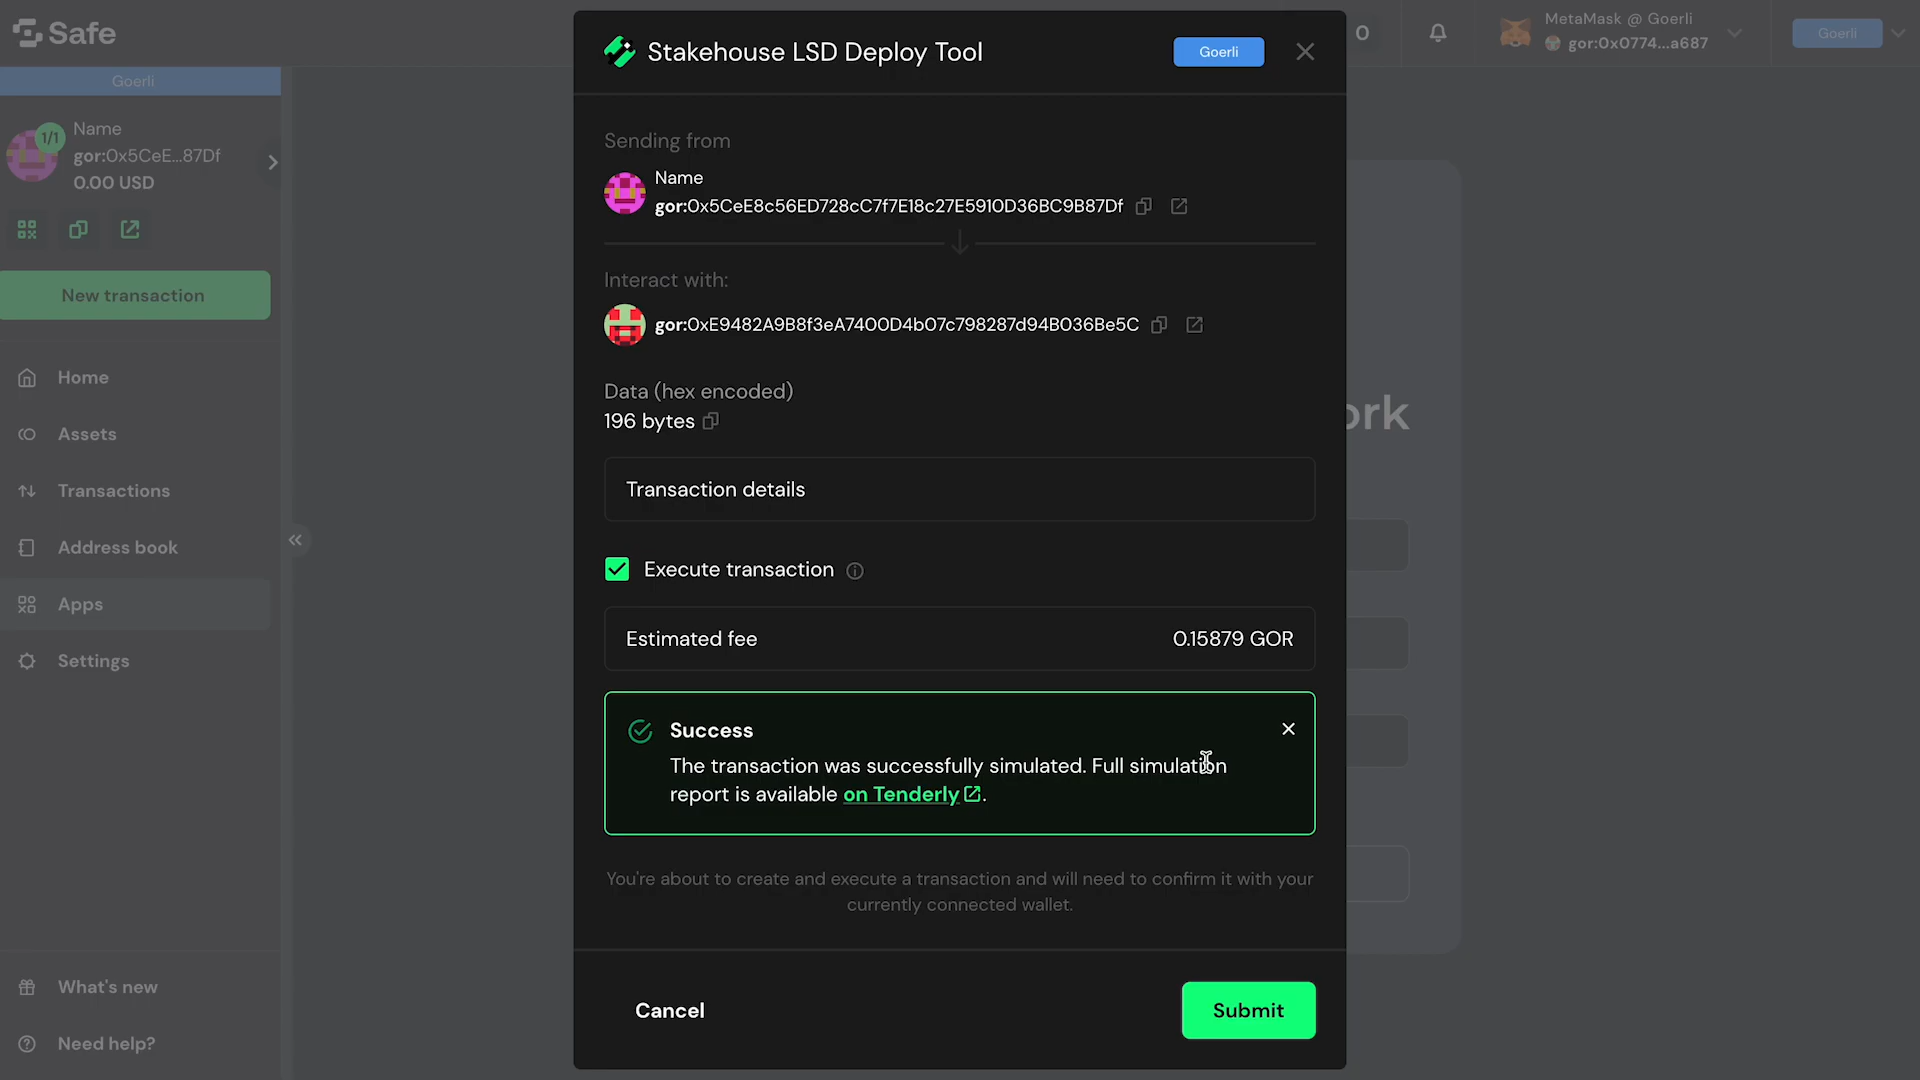 Safe
Goerli
1/1
Name
gor:0x5CeE...87Df
0.00 USD
New transaction
Home
Assets
Transactions
Address book
Apps
Settings
What's new
Need help?
Stakehouse LSD Deploy Tool
Goerli
Sending from
Name
gor:0x5CeE8c56ED728cC7f7E18c27E5910D36BC9B87Df
Interact with:
gor:0xE9482A9B8f3eA7400D4b07c798287d94B036Be5C
Data (hex encoded)
196 bytes
Transaction details
Execute transaction
Estimated fee 0.15879 GOR
Success
The transaction was successfully simulated. Full simulation
report is available on Tenderly.
You're about to create and execute a transaction and will need to confirm it with your
currently connected wallet.
Cancel
Submit
0
MetaMask @ Goerli
gor:0x0774...a687
Goerli
ork